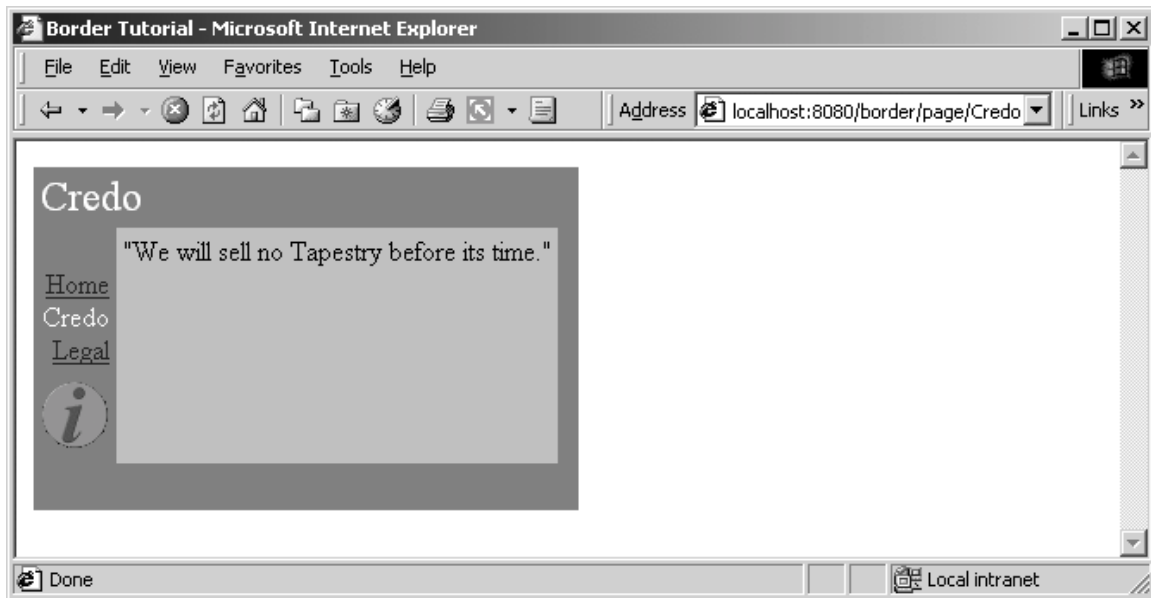 Border Tutorial - Microsoft Internet Explorer
File Edit View Favorites Tools Help
Address localhost:8080/border/page/Credo Links »
Credo
"We will sell no Tapestry before its time."
Home
Credo
Legal
i
Done Local intranet